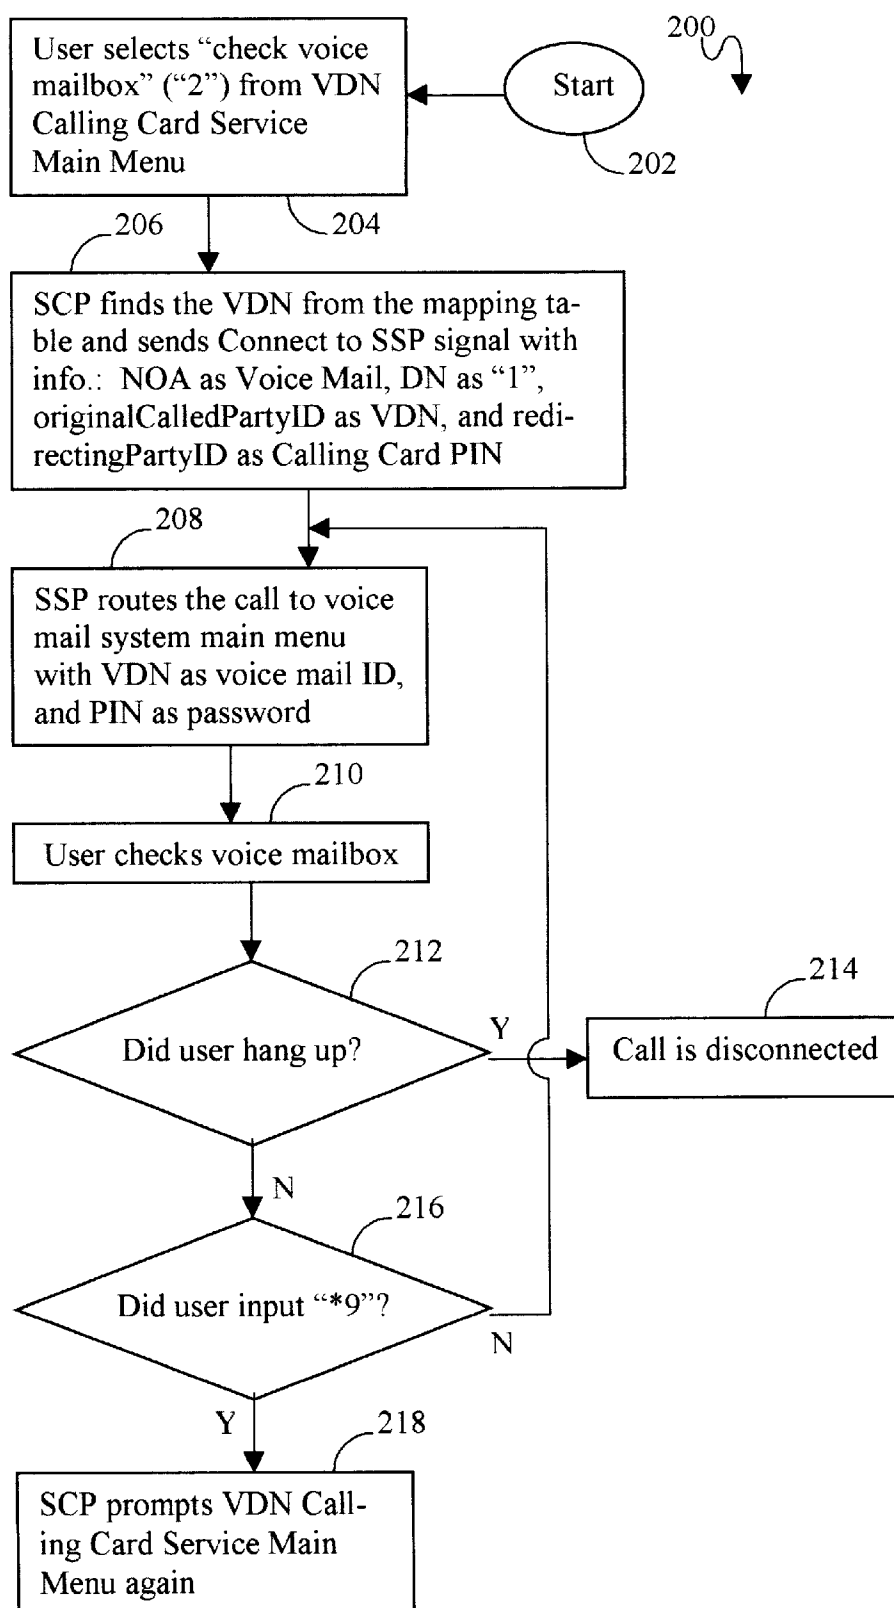 200
Start
202
User selects “check voice
mailbox” (“2”) from VDN
Calling Card Service
Main Menu
204
206
SCP finds the VDN from the mapping ta-
ble and sends Connect to SSP signal with
info.: NOA as Voice Mail, DN as “1”,
originalCalledPartyID as VDN, and redi-
rectingPartyID as Calling Card PIN
208
SSP routes the call to voice
mail system main menu
with VDN as voice mail ID,
and PIN as password
210
User checks voice mailbox
212
Did user hang up?
Y
214
Call is disconnected
N
216
Did user input “*9”?
N
Y
218
SCP prompts VDN Call-
ing Card Service Main
Menu again